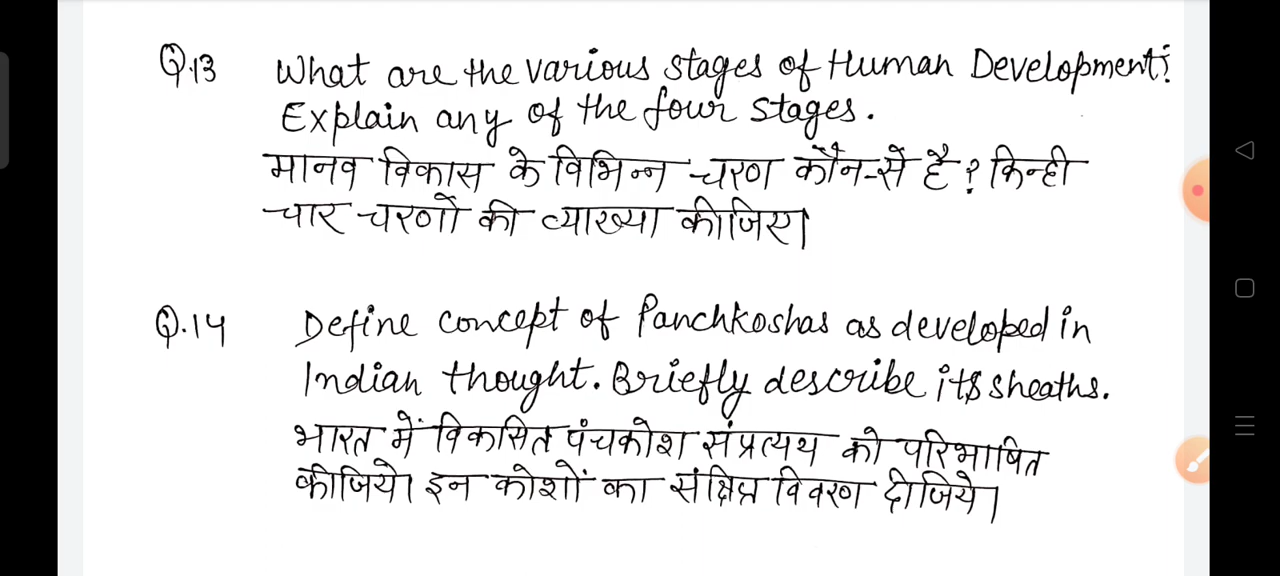 Q.13 What are the various stages of Human Development?
Explain any of the four stages.
मानव विकास के विभिन्न चरण कौन-सें है? किन्ही
चार चरणों की व्याख्या कीजिए।
Q.14 Define concept of Panchkoshas as developed in
Indian thought. Briefly describe its sheaths.
भारत में विकसित पंचकोश संप्रत्यथ को परिभाषित
कीजिये। इन कोशों का संक्षिप्त विवरण दीजिये।